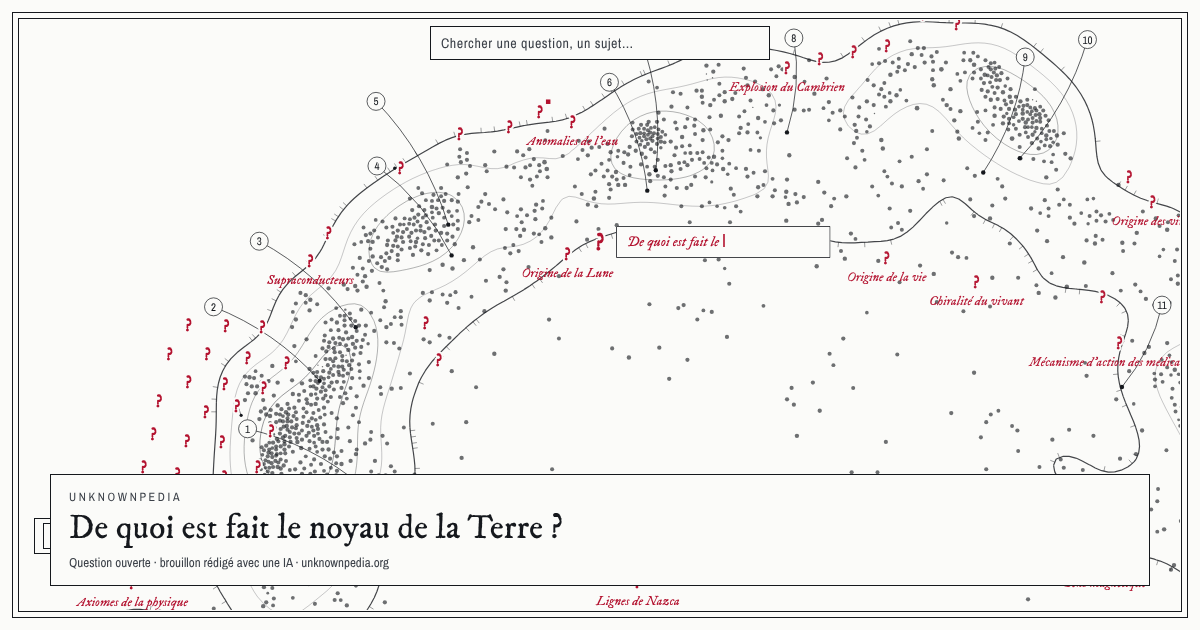 Chercher une question, un sujet...
8
10
9
6
5
4
3
2
1
11
Explosion du Cambrien
Anomalies de l'eau
Origine des vi
De quoi est fait le
Origine de la Lune
Supraconducteurs
Origine de la vie
Chiralité du vivant
Mécanisme d'action des médica
UNKNOWNPEDIA
De quoi est fait le noyau de la Terre ?
Question ouverte · brouillon rédigé avec une IA · unknownpedia.org
Axiomes de la physique
Lignes de Nazca